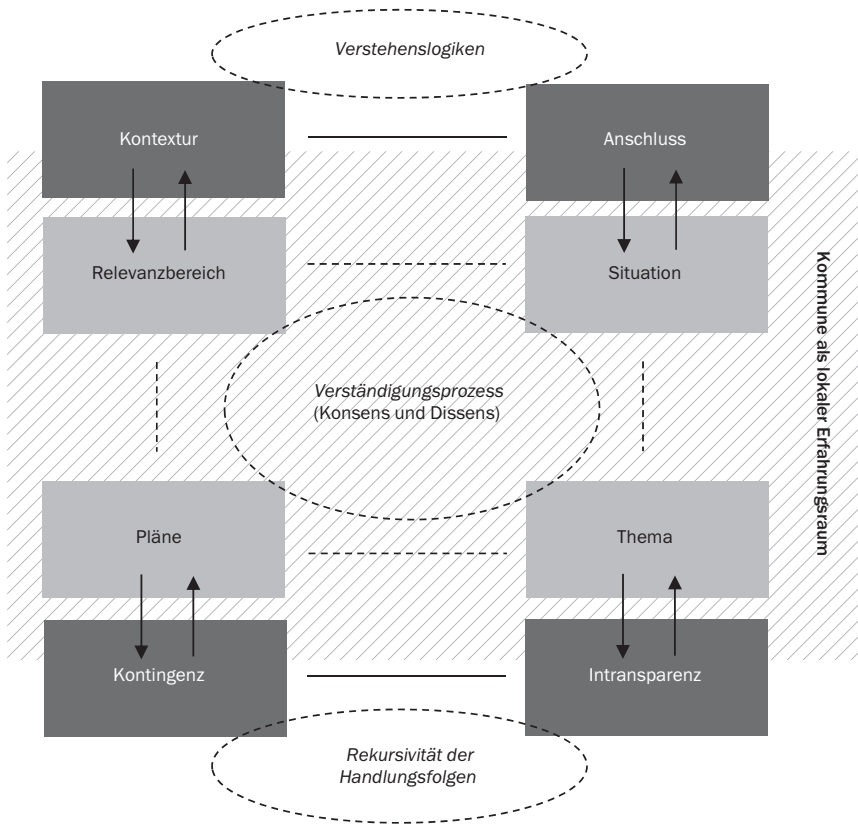 Verstehenslogiken
Kontextur
Anschluss
Relevanzbereich
Situation
Kommune als lokaler Erfahrungsraum
Verständigungsprozess
(Konsens und Dissens)
Pläne
Thema
Kontingenz
Intransparenz
Rekursivität der
Handlungsfolgen